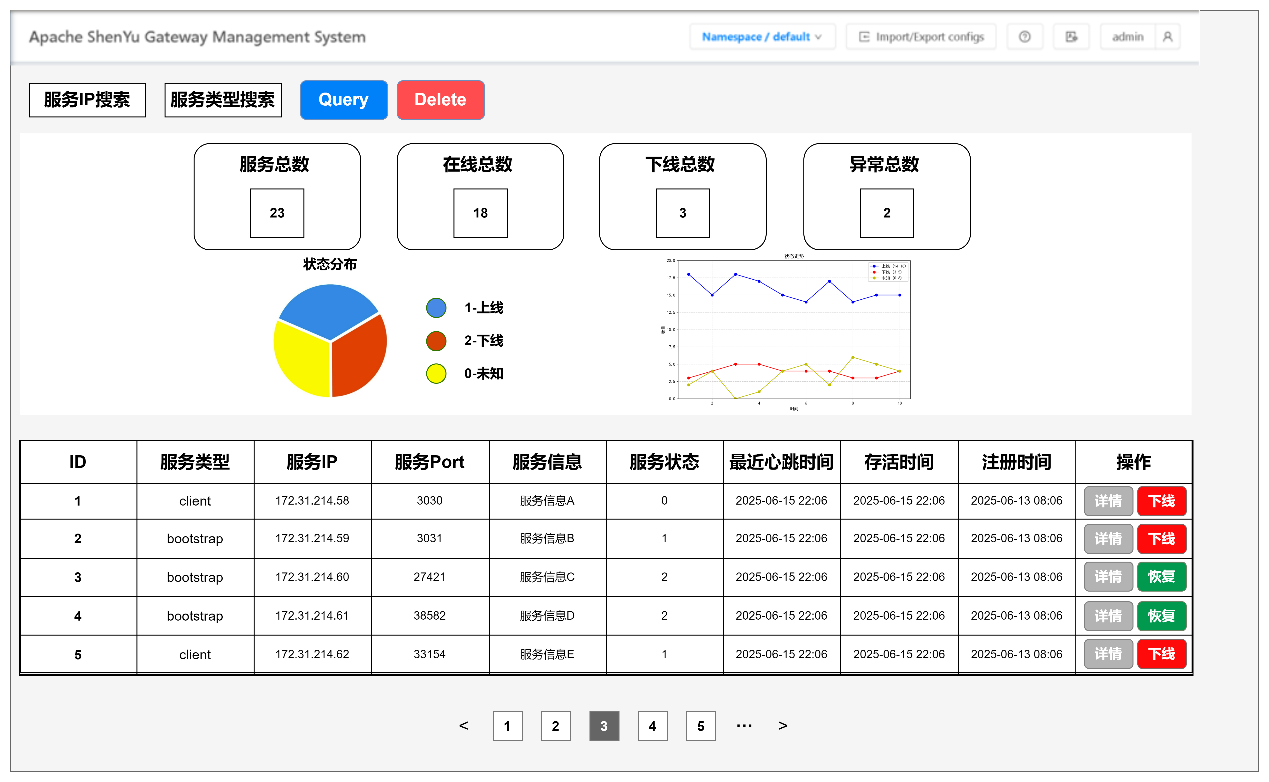 Apache ShenYu Gateway Management System
Namespace / default
Import/Export configs
admin
服务IP搜索
服务类型搜索
Query
Delete
服务总数
23
在线总数
18
下线总数
3
异常总数
2
状态分布
1-上线
2-下线
0-未知
时间
ID 服务类型 服务IP 服务Port 服务信息 服务状态 最近心跳时间 存活时间 注册时间 操作
1 client 172.31.214.58 3030 服务信息A 0 2025-06-15 22:06 2025-06-15 22:06 2025-06-13 08:06 详情 下线
2 bootstrap 172.31.214.59 3031 服务信息B 1 2025-06-15 22:06 2025-06-15 22:06 2025-06-13 08:06 详情 下线
3 bootstrap 172.31.214.60 27421 服务信息C 2 2025-06-15 22:06 2025-06-15 22:06 2025-06-13 08:06 详情 恢复
4 bootstrap 172.31.214.61 38582 服务信息D 2 2025-06-15 22:06 2025-06-15 22:06 2025-06-13 08:06 详情 恢复
5 client 172.31.214.62 33154 服务信息E 1 2025-06-15 22:06 2025-06-15 22:06 2025-06-13 08:06 详情 下线
< 1 2 3 4 5 ··· >